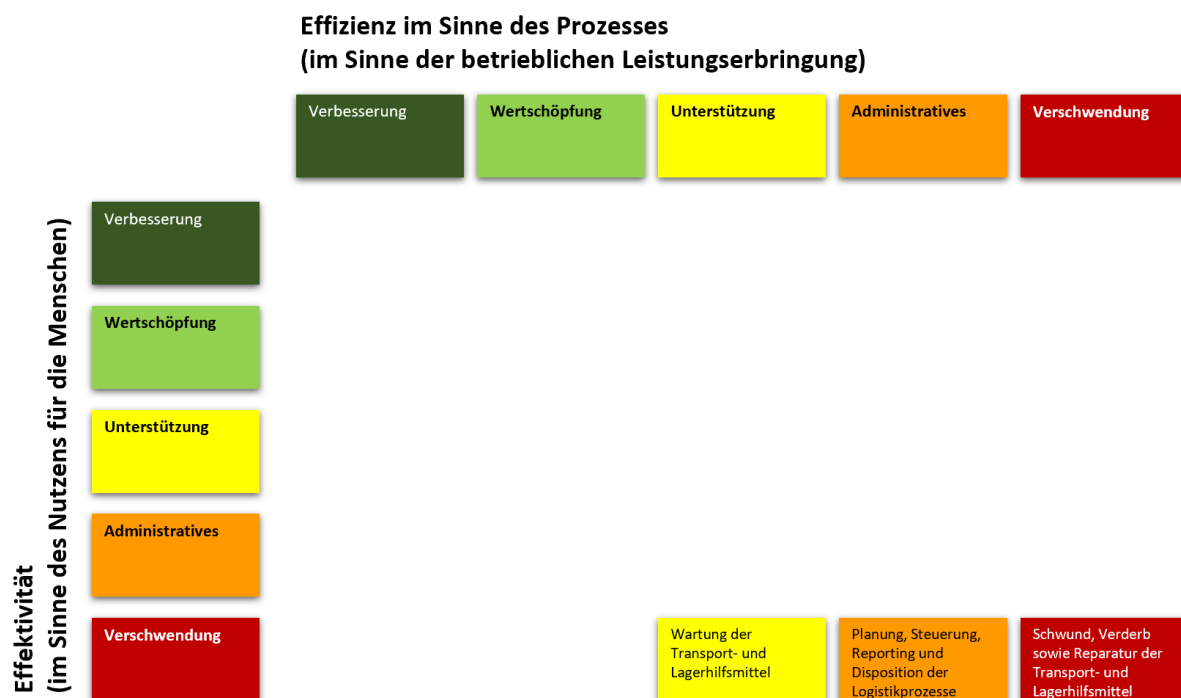 Effizienz im Sinne des Prozesses
(im Sinne der betrieblichen Leistungserbringung)
Verbesserung
Wertschöpfung
Unterstützung
Administratives
Verschwendung
Effektivität
(im Sinne des Nutzens für die Menschen)
Verbesserung
Wertschöpfung
Unterstützung
Administratives
Verschwendung
Wartung der
Transport- und
Lagerhilfsmittel
Planung, Steuerung,
Reporting und
Disposition der
Logistikprozesse
Schwund, Verderb
sowie Reparatur der
Transport- und
Lagerhilfsmittel